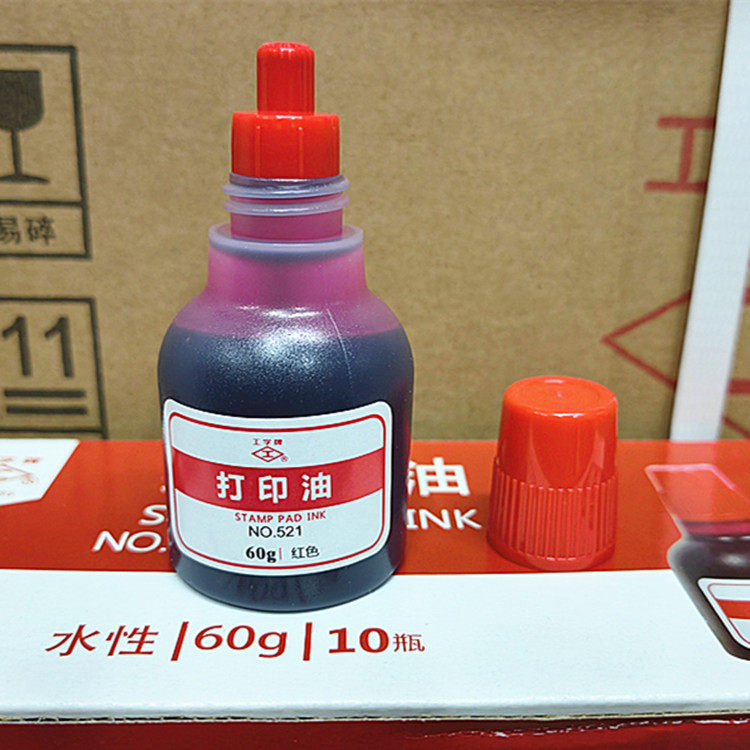 易碎
11
工字牌
工
®
打印油
STAMP PAD INK
NO.521
60g| 红色
油
INK
NO.
水性|60g|10瓶